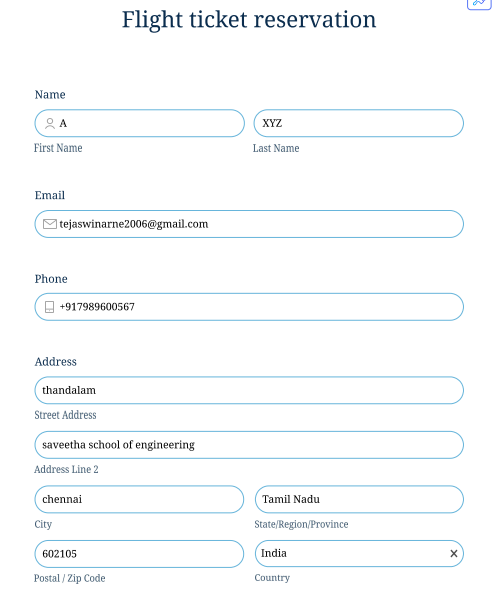 Flight ticket reservation
Name
A XYZ
First Name Last Name
Email
tejaswinarne2006@gmail.com
Phone
+917989600567
Address
thandalam
Street Address
saveetha school of engineering
Address Line 2
chennai Tamil Nadu
City State/Region/Province
602105 India
Postal / Zip Code Country